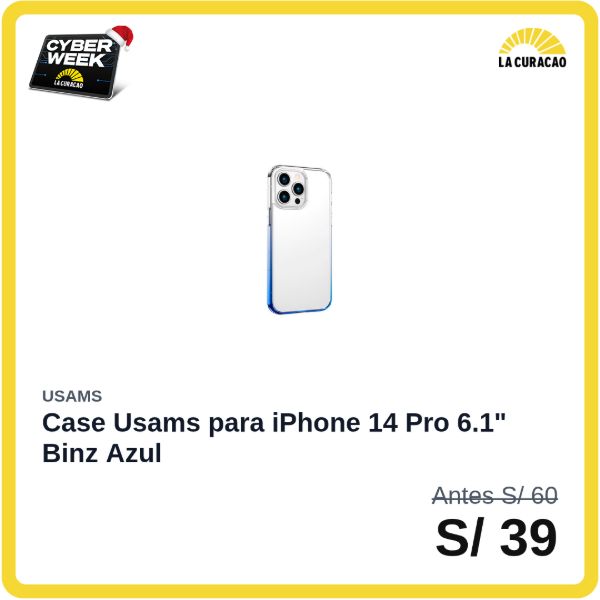 CYBER
WEEK
LA CURACAO
LA CURACAO
USAMS
Case Usams para iPhone 14 Pro 6.1"
Binz Azul
Antes S/ 60
S/ 39